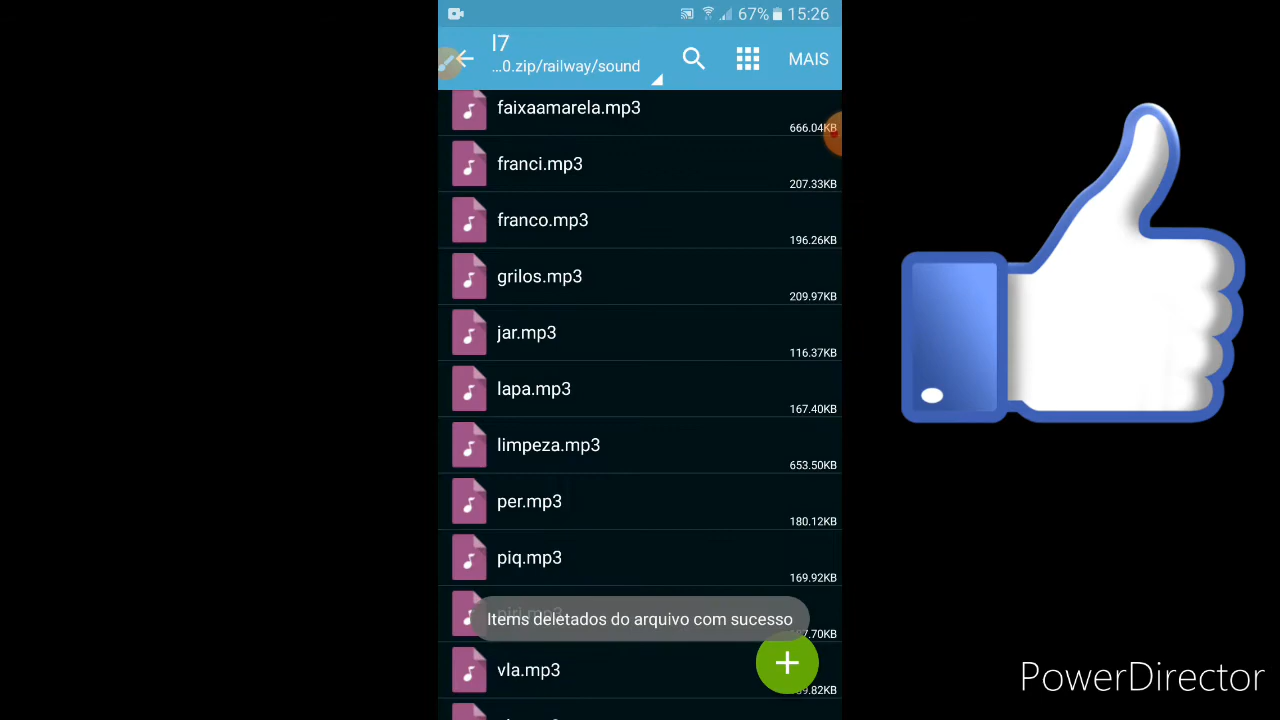 67% 15:26
l7
...0.zip/railway/sound
MAIS
faixaamarela.mp3
666.04KB
franci.mp3
207.33KB
franco.mp3
196.26KB
grilos.mp3
209.97KB
jar.mp3
116.37KB
lapa.mp3
167.40KB
limpeza.mp3
653.50KB
per.mp3
180.12KB
piq.mp3
169.92KB
piri.mp3
Items deletados do arquivo com sucesso
vla.mp3
PowerDirector